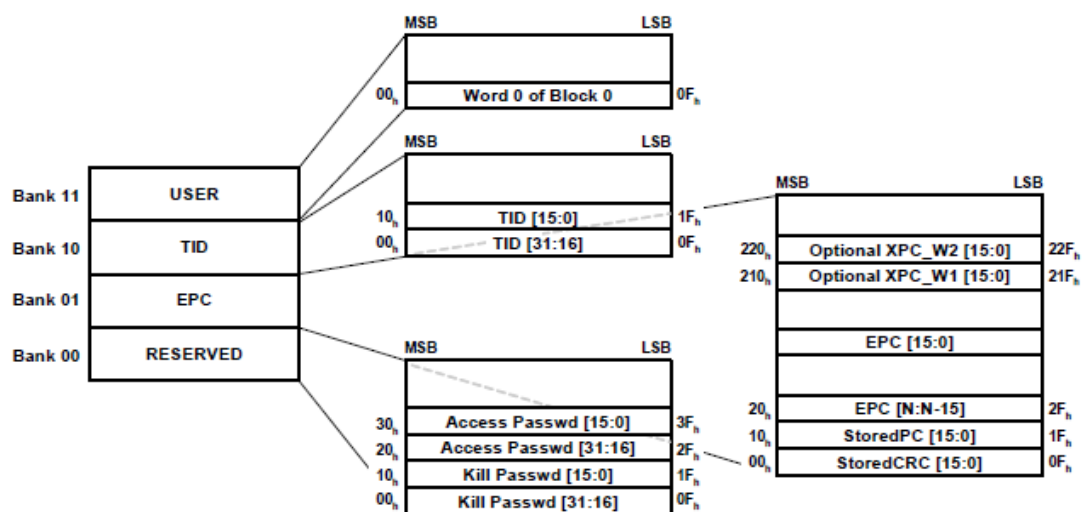 MSB LSB
00h Word 0 of Block 0 0Fh
MSB LSB
10h TID [15:0] 1Fh
00h TID [31:16] 0Fh
Bank 11 USER
Bank 10 TID
Bank 01 EPC
Bank 00 RESERVED
MSB LSB
30h Access Passwd [15:0] 3Fh
20h Access Passwd [31:16] 2Fh
10h Kill Passwd [15:0] 1Fh
00h Kill Passwd [31:16] 0Fh
MSB LSB
220h Optional XPC_W2 [15:0] 22Fh
210h Optional XPC_W1 [15:0] 21Fh
EPC [15:0]
20h EPC [N:N-15] 2Fh
10h StoredPC [15:0] 1Fh
00h StoredCRC [15:0] 0Fh